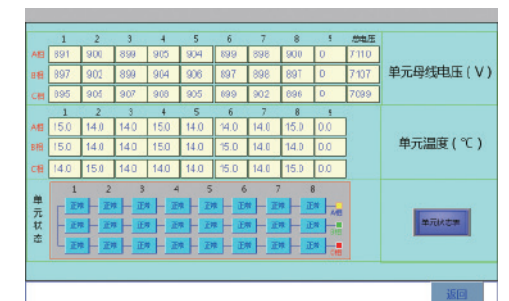 1 2 3 4 5 6 7 8 9 总电压
A相 891 900 899 905 904 899 898 900 0 7110
B相 897 902 899 904 906 897 898 897 0 7107
C相 895 905 907 900 905 899 902 896 0 7099
单元母线电压(V)
1 2 3 4 5 6 7 8 9
A相 15.0 14.0 14.0 15.0 14.0 14.0 14.0 15.0 0.0
B相 15.0 14.0 14.0 15.0 14.0 15.0 14.0 14.0 0.0
C相 14.0 15.0 14.0 14.0 14.0 15.0 14.0 14.0 0.0
单元温度(℃)
单元状态
1 2 3 4 5 6 7 8
正常 正常 正常 正常 正常 正常 正常 正常 A相
正常 正常 正常 正常 正常 正常 正常 正常 B相
正常 正常 正常 正常 正常 正常 正常 正常 C相
单元状态表
返回